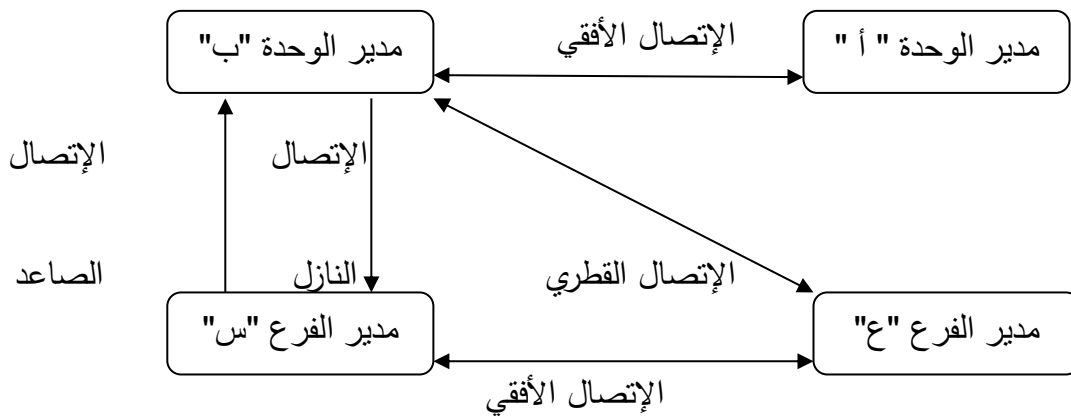 مدير الوحدة " أ "
الإتصال الأفقي
مدير الوحدة "ب"
الإتصال
الإتصال
الإتصال القطري
النازل
الصاعد
مدير الفرع "ع"
مدير الفرع "س"
الإتصال الأفقي